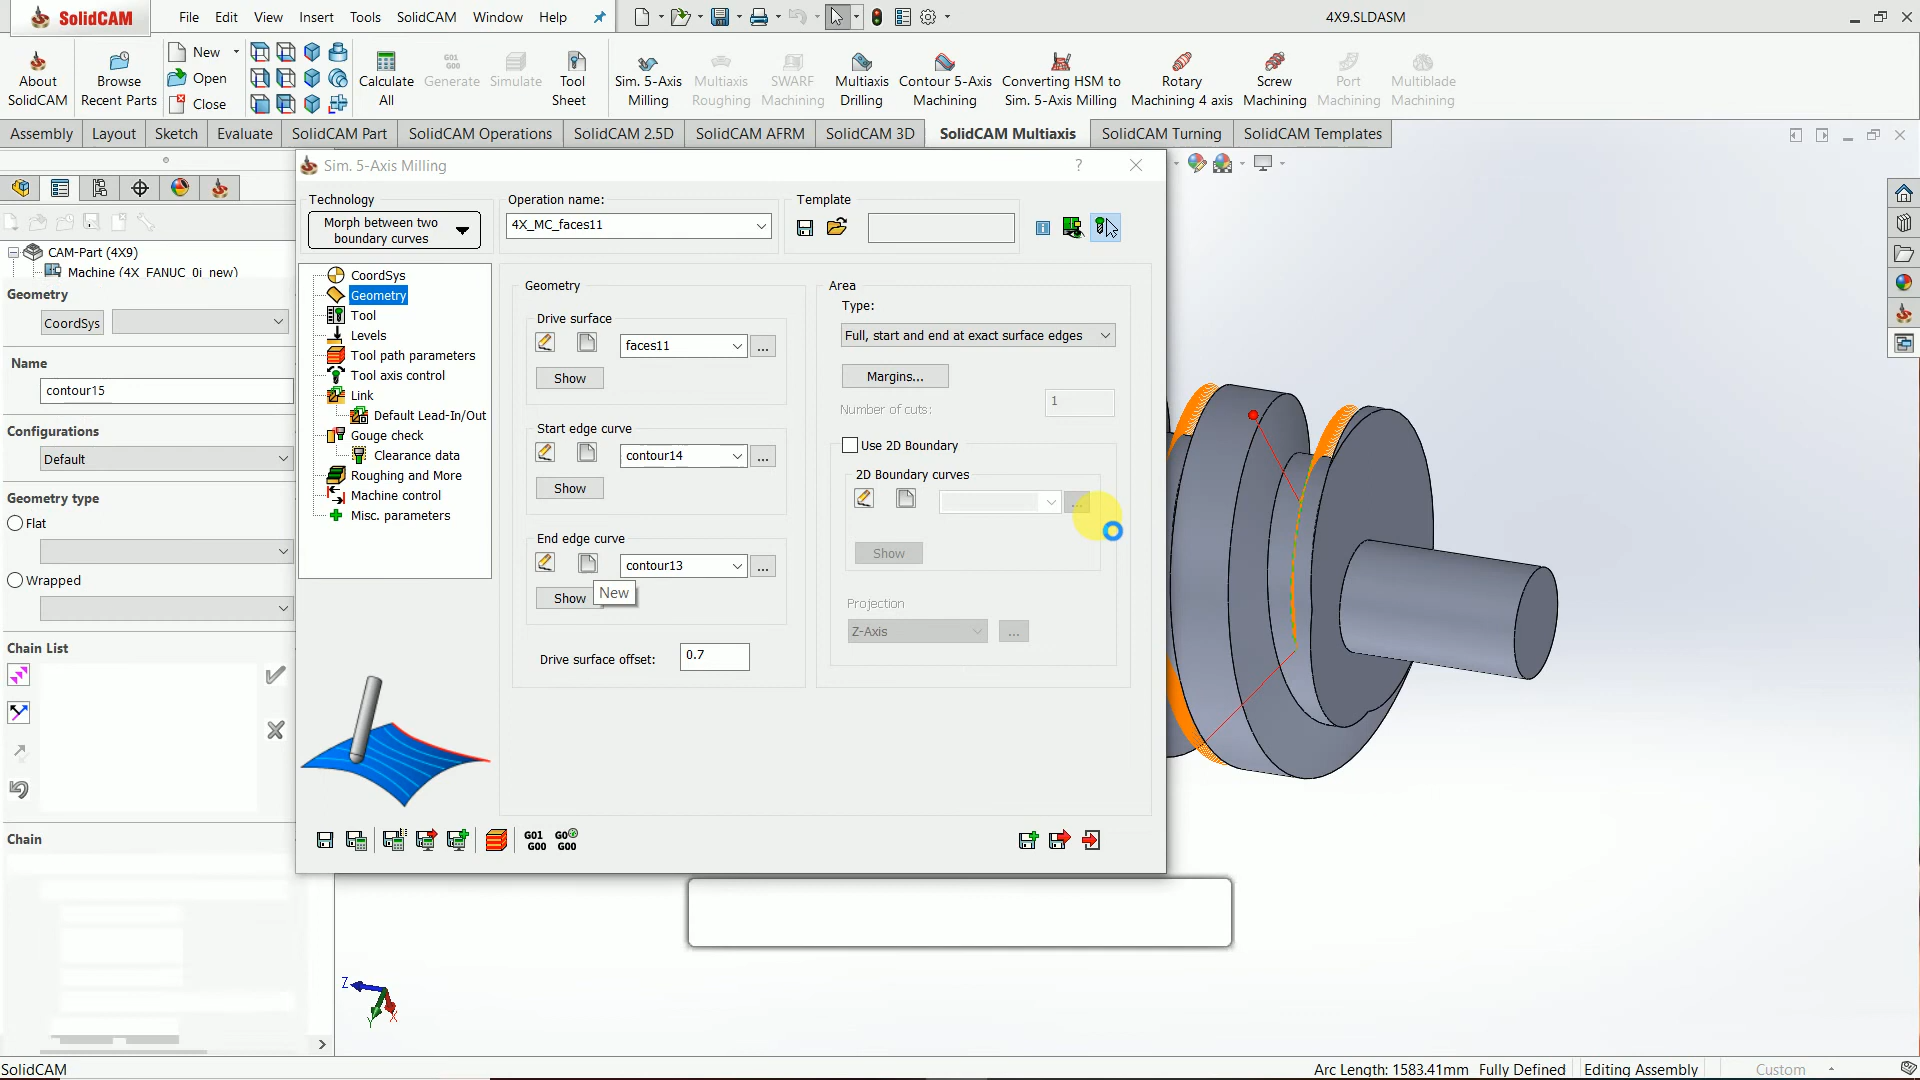 SolidCAM
File Edit View Insert Tools SolidCAM Window Help
4X9.SLDASM
About SolidCAM
Browse Recent Parts
New
Open
Close
Calculate All
Generate
Simulate
Tool Sheet
Sim. 5-Axis Milling
Multiaxis Roughing
SWARF Machining
Multiaxis Drilling
Contour 5-Axis Machining
Converting HSM to Sim. 5-Axis Milling
Rotary Machining 4 axis
Screw Machining
Port Machining
Multiblade Machining
Assembly Layout Sketch Evaluate SolidCAM Part SolidCAM Operations SolidCAM 2.5D SolidCAM AFRM SolidCAM 3D SolidCAM Multiaxis SolidCAM Turning SolidCAM Templates
CAM-Part (4X9)
Machine (4X_FANUC_0i_new)
Geometry
CoordSys
Name
contour15
Configurations
Default
Geometry type
Flat
Wrapped
Chain List
Chain
Sim. 5-Axis Milling
?
Technology
Morph between two
boundary curves
Operation name:
4X_MC_faces11
Template
CoordSys
Geometry
Tool
Levels
Tool path parameters
Tool axis control
Link
Default Lead-In/Out
Gouge check
Clearance data
Roughing and More
Machine control
Misc. parameters
Geometry
Drive surface
faces11
...
Show
Start edge curve
contour14
...
Show
End edge curve
contour13
...
Show
New
Drive surface offset:
0.7
Area
Type:
Full, start and end at exact surface edges
Margins...
Number of cuts:
1
Use 2D Boundary
2D Boundary curves
...
Show
Projection
Z-Axis
...
G01
G00
G0
G00
Z
Y
X
SolidCAM
Arc Length: 1583.41mm Fully Defined Editing Assembly Custom